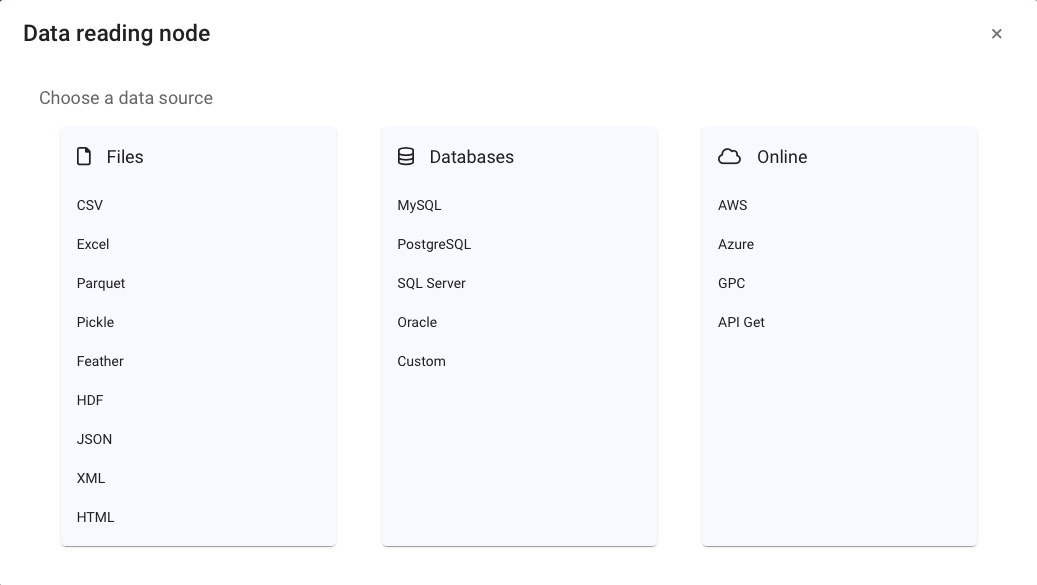 Data reading node
Choose a data source
Files
CSV
Excel
Parquet
Pickle
Feather
HDF
JSON
XML
HTML
Databases
MySQL
PostgreSQL
SQL Server
Oracle
Custom
Online
AWS
Azure
GPC
API Get